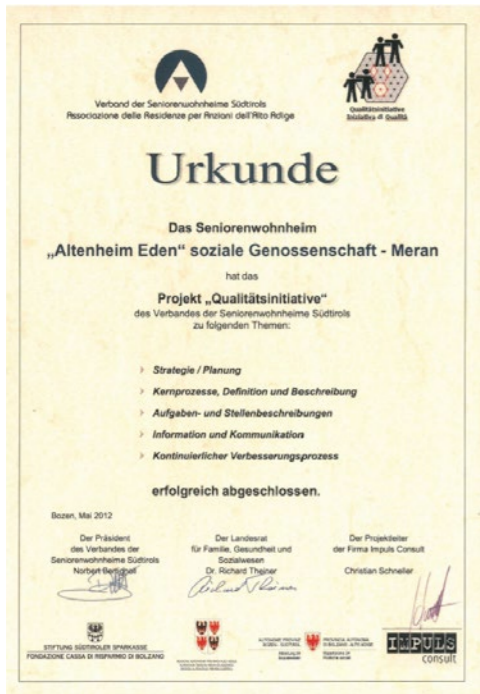 Verband der Seniorenwohnheime Südtirols
Associazione delle Residenze per Anziani dell'Alto Adige
Qualitätsinitiative
Iniziativa di Qualità
Urkunde
Das Seniorenwohnheim
„Altenheim Eden“ soziale Genossenschaft - Meran
hat das
Projekt „Qualitätsinitiative“
des Verbandes der Seniorenwohnheime Südtirols
zu folgenden Themen:
Strategie / Planung
Kernprozesse, Definition und Beschreibung
Aufgaben- und Stellenbeschreibungen
Information und Kommunikation
Kontinuierlicher Verbesserungsprozess
erfolgreich abgeschlossen.
Bozen, Mai 2012
Der Präsident
des Verbandes der
Seniorenwohnheime Südtirols
Norbert
Der Landesrat
für Familie, Gesundheit und
Sozialwesen
Dr. Richard Theiner
Der Projektleiter
der Firma Impuls Consult
Christian Schneller
Richard Theiner
STIFTUNG SÜDTIROLER SPARKASSE
FONDAZIONE CASSA DI RISPARMIO DI BOLZANO
AUTONOME PROVINZ
BOZEN - SÜDTIROL
PROVINCIA AUTONOMA
DI BOLZANO - ALTO ADIGE
IMPULS
consult